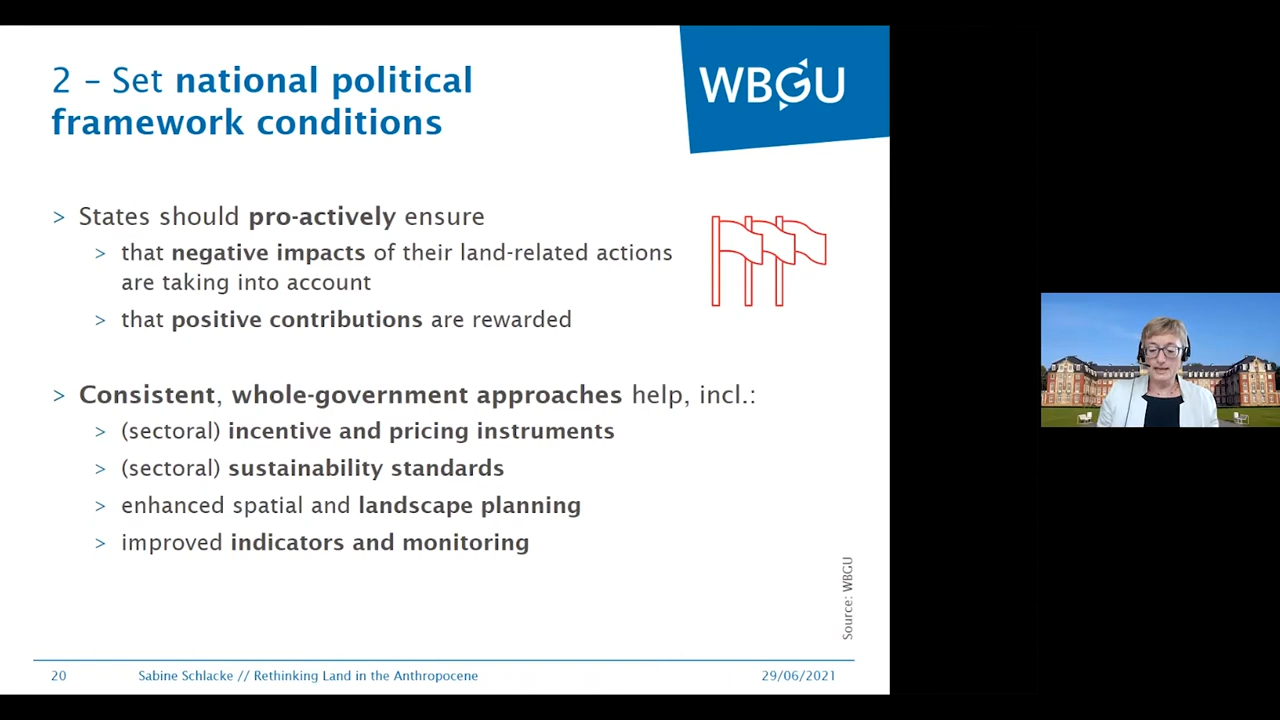 2 – Set national political
framework conditions
WBGU
> States should pro-actively ensure
> that negative impacts of their land-related actions
are taking into account
> that positive contributions are rewarded
> Consistent, whole-government approaches help, incl.:
> (sectoral) incentive and pricing instruments
> (sectoral) sustainability standards
> enhanced spatial and landscape planning
> improved indicators and monitoring
Source: WBGU
20 Sabine Schlacke // Rethinking Land in the Anthropocene 29/06/2021